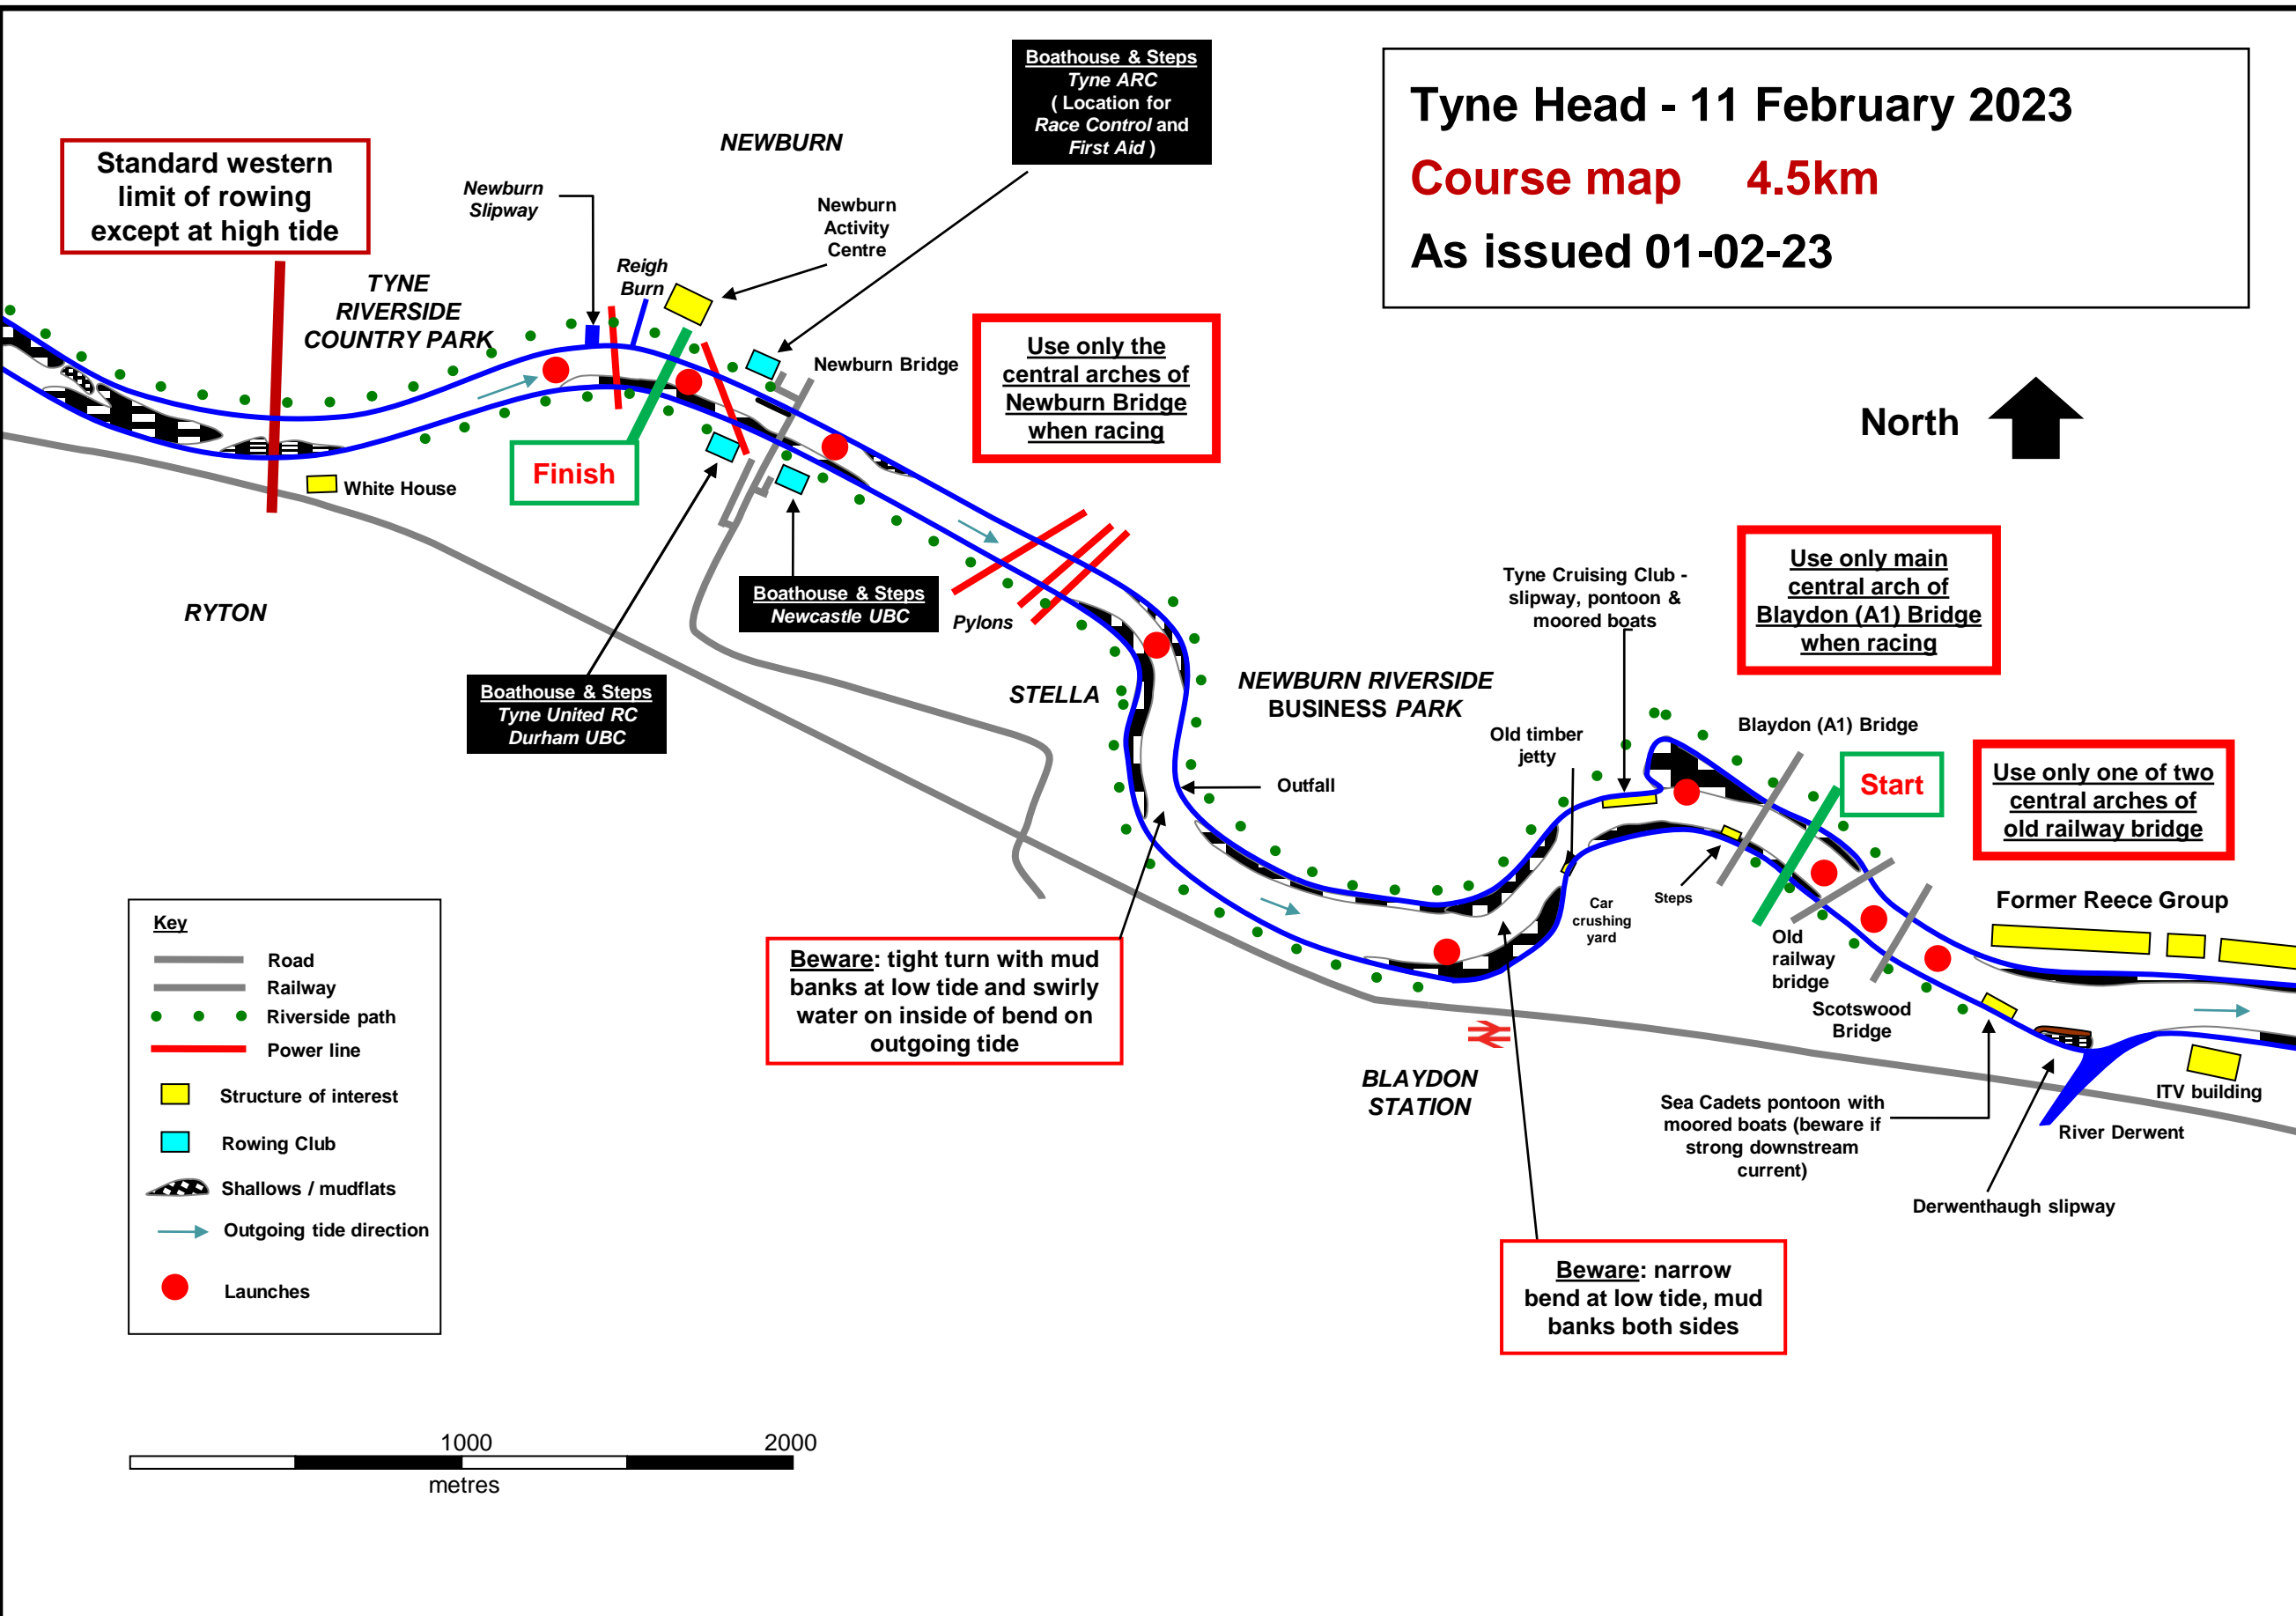 Tyne Head - 11 February 2023
Course map 4.5km
As issued 01-02-23
Boathouse & Steps
Tyne ARC
( Location for
Race Control and
First Aid )
NEWBURN
Standard western
limit of rowing
except at high tide
Newburn
Slipway
Newburn
Activity
Centre
Reigh
Burn
TYNE
RIVERSIDE
COUNTRY PARK
Newburn Bridge
Use only the
central arches of
Newburn Bridge
when racing
North
Finish
White House
RYTON
Boathouse & Steps
Newcastle UBC
Pylons
Boathouse & Steps
Tyne United RC
Durham UBC
STELLA
NEWBURN RIVERSIDE
BUSINESS PARK
Tyne Cruising Club -
slipway, pontoon &
moored boats
Use only main
central arch of
Blaydon (A1) Bridge
when racing
Old timber
jetty
Blaydon (A1) Bridge
Start
Use only one of two
central arches of
old railway bridge
Outfall
Car
crushing
yard
Steps
Former Reece Group
Old
railway
bridge
Scotswood
Bridge
Beware: tight turn with mud
banks at low tide and swirly
water on inside of bend on
outgoing tide
BLAYDON
STATION
Sea Cadets pontoon with
moored boats (beware if
strong downstream
current)
ITV building
River Derwent
Derwenthaugh slipway
Beware: narrow
bend at low tide, mud
banks both sides
Key
Road
Railway
Riverside path
Power line
Structure of interest
Rowing Club
Shallows / mudflats
Outgoing tide direction
Launches
1000 2000
metres